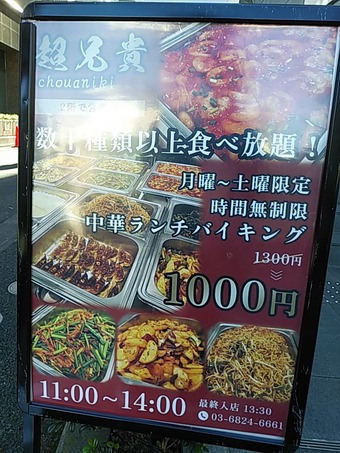 超兄貴
chouaniki
数十種類以上食べ放題！
月曜~土曜限定
時間無制限
中華ランチバイキング
1300円
1000円
11:00~14:00
最終入店 13:30
03-6824-6661